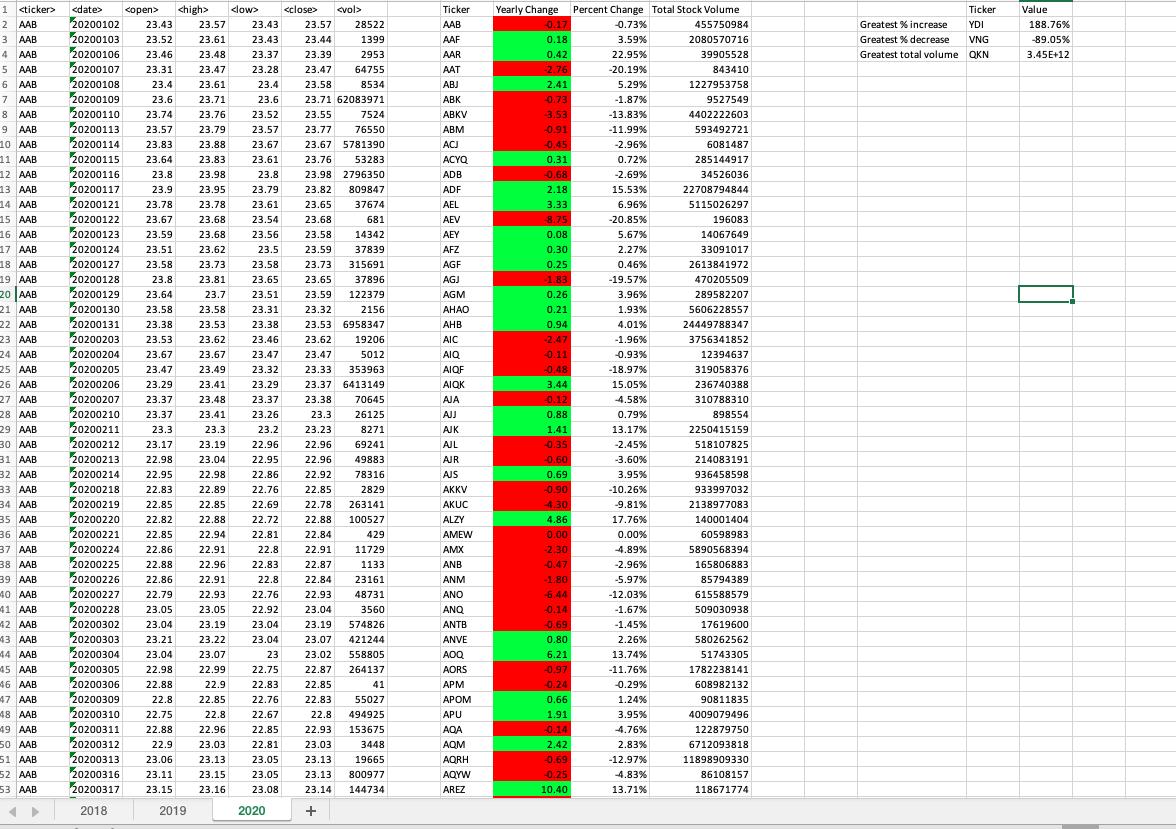 1 <ticker> <date> <open> <high> <low> <close> <vol> Ticker Yearly Change Percent Change Total Stock Volume Ticker Value
2 AAB 20200102 23.43 23.57 23.43 23.57 28522 AAB -0.17 -0.73% 455750984 Greatest % increase YDI 188.76%
3 AAB 20200103 23.52 23.61 23.43 23.44 1399 AAF 0.18 3.59% 2080570716 Greatest % decrease VNG -89.05%
4 AAB 20200106 23.46 23.48 23.37 23.39 2953 AAR 0.42 22.95% 39905528 Greatest total volume QKN 3.45E+12
5 AAB 20200107 23.31 23.47 23.28 23.47 64755 AAT -2.76 -20.19% 843410
6 AAB 20200108 23.4 23.61 23.4 23.58 8534 ABJ 2.41 5.29% 1227953758
7 AAB 20200109 23.6 23.71 23.6 23.71 62083971 ABK -0.73 -1.87% 9527549
8 AAB 20200110 23.74 23.76 23.52 23.55 7524 ABKV -3.53 -13.83% 4402222603
9 AAB 20200113 23.57 23.79 23.57 23.77 76550 ABM -0.91 -11.99% 593492721
10 AAB 20200114 23.83 23.88 23.67 23.67 5781390 ACJ -0.45 -2.96% 6081487
11 AAB 20200115 23.64 23.83 23.61 23.76 53283 ACYQ 0.31 0.72% 285144917
12 AAB 20200116 23.8 23.98 23.8 23.98 2796350 ADB -0.68 -2.69% 34526036
13 AAB 20200117 23.9 23.95 23.79 23.82 809847 ADF 2.18 15.53% 22708794844
14 AAB 20200121 23.78 23.78 23.61 23.65 37674 AEL 3.33 6.96% 5115026297
15 AAB 20200122 23.67 23.68 23.54 23.68 681 AEV -8.75 -20.85% 196083
16 AAB 20200123 23.59 23.68 23.56 23.58 14342 AEY 0.08 5.67% 14067649
17 AAB 20200124 23.51 23.62 23.5 23.59 37839 AFZ 0.30 2.27% 33091017
18 AAB 20200127 23.58 23.73 23.58 23.73 315691 AGF 0.25 0.46% 2613841972
19 AAB 20200128 23.8 23.81 23.65 23.65 37896 AGJ -1.83 -19.57% 470205509
20 AAB 20200129 23.64 23.7 23.51 23.59 122379 AGM 0.26 3.96% 289582207
21 AAB 20200130 23.58 23.58 23.31 23.32 2156 AHAO 0.21 1.93% 5606228557
22 AAB 20200131 23.38 23.53 23.38 23.53 6958347 AHB 0.94 4.01% 24449788347
23 AAB 20200203 23.53 23.62 23.46 23.62 19206 AIC -2.47 -1.96% 3756341852
24 AAB 20200204 23.67 23.67 23.47 23.47 5012 AIQ -0.11 -0.93% 12394637
25 AAB 20200205 23.47 23.49 23.32 23.33 353963 AIQF -0.48 -18.97% 319058376
26 AAB 20200206 23.29 23.41 23.29 23.37 6413149 AIQK 3.44 15.05% 236740388
27 AAB 20200207 23.37 23.48 23.37 23.38 70645 AJA -0.12 -4.58% 310788310
28 AAB 20200210 23.37 23.41 23.26 23.3 26125 AJJ 0.88 0.79% 898554
29 AAB 20200211 23.3 23.3 23.2 23.23 8271 AJK 1.41 13.17% 2250415159
30 AAB 20200212 23.17 23.19 22.96 22.96 69241 AJL -0.35 -2.45% 518107825
31 AAB 20200213 22.98 23.04 22.95 22.96 49883 AJR -0.60 -3.60% 214083191
32 AAB 20200214 22.95 22.98 22.86 22.92 78316 AJS 0.69 3.95% 936458598
33 AAB 20200218 22.83 22.89 22.76 22.85 2829 AKKV -0.90 -10.26% 933997032
34 AAB 20200219 22.85 22.85 22.69 22.78 263141 AKUC -4.30 -9.81% 2138977083
35 AAB 20200220 22.82 22.88 22.72 22.88 100527 ALZY 4.86 17.76% 140001404
36 AAB 20200221 22.85 22.94 22.81 22.84 429 AMEW 0.00 0.00% 60598983
37 AAB 20200224 22.86 22.91 22.8 22.91 11729 AMX -2.30 -4.89% 5890568394
38 AAB 20200225 22.88 22.96 22.83 22.87 1133 ANB -0.47 -2.96% 165806883
39 AAB 20200226 22.86 22.91 22.8 22.84 23161 ANM -1.80 -5.97% 85794389
40 AAB 20200227 22.79 22.93 22.76 22.93 48731 ANO -6.44 -12.03% 615588579
41 AAB 20200228 23.05 23.05 22.92 23.04 3560 ANQ -0.14 -1.67% 509030938
42 AAB 20200302 23.04 23.19 23.04 23.19 574826 ANTB -0.69 -1.45% 17619600
43 AAB 20200303 23.21 23.22 23.04 23.07 421244 ANVE 0.80 2.26% 580262562
44 AAB 20200304 23.04 23.07 23 23.02 558805 AOQ 6.21 13.74% 51743305
45 AAB 20200305 22.98 22.99 22.75 22.87 264137 AORS -0.97 -11.76% 1782238141
46 AAB 20200306 22.88 22.9 22.83 22.85 41 APM -0.24 -0.29% 608982132
47 AAB 20200309 22.8 22.85 22.76 22.83 55027 APOM 0.66 1.24% 90811835
48 AAB 20200310 22.75 22.8 22.67 22.8 494925 APU 1.91 3.95% 4009079496
49 AAB 20200311 22.88 22.96 22.85 22.93 153675 AQA -0.14 -4.76% 122879750
50 AAB 20200312 22.9 23.03 22.81 23.03 3448 AQM 2.42 2.83% 6712093818
51 AAB 20200313 23.06 23.13 23.05 23.13 19665 AQRH -0.69 -12.97% 11898909330
52 AAB 20200316 23.11 23.15 23.05 23.13 800977 AQYW -0.25 -4.83% 86108157
53 AAB 20200317 23.15 23.16 23.08 23.14 144734 AREZ 10.40 13.71% 118671774
2018 2019 2020 +